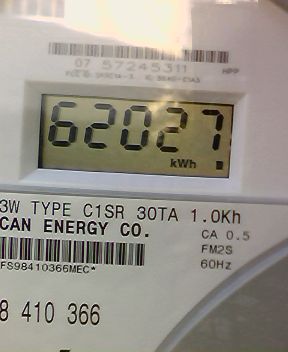 07 57245311 HPP
62027
kWh
3W TYPE C1SR 30TA 1.0Kh
CAN ENERGY CO. CA 0.5
FM2S
FS98410366MEC* 60Hz
8 410 366